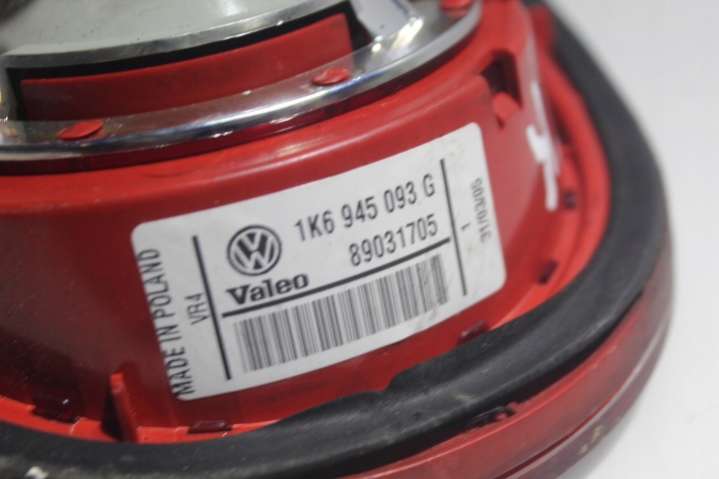 MADE IN POLAND
VR4
1K6 945 093 G
89031705
Valeo
31/03/05
1